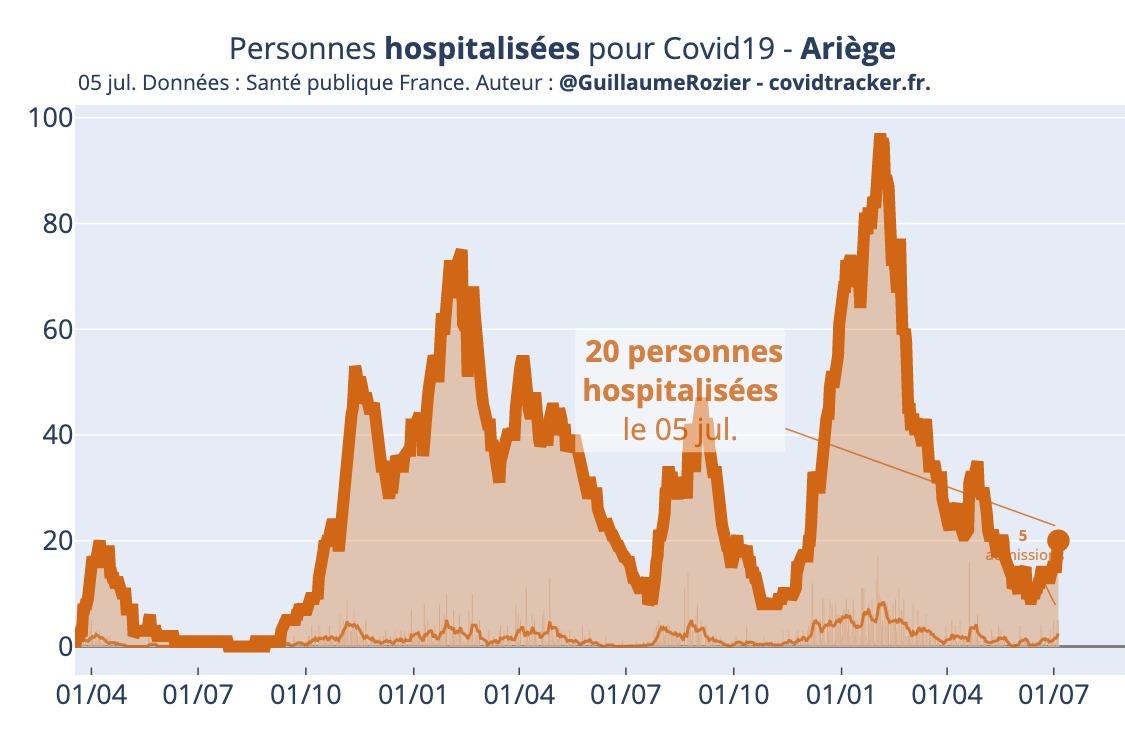 Personnes hospitalisées pour Covid19 - Ariège
05 jul. Données : Santé publique France. Auteur : @GuillaumeRozier - covidtracker.fr.
100
80
60
40
20
0
20 personnes
hospitalisées
le 05 jul.
5
admissions
01/04 01/07 01/10 01/01 01/04 01/07 01/10 01/01 01/04 01/07